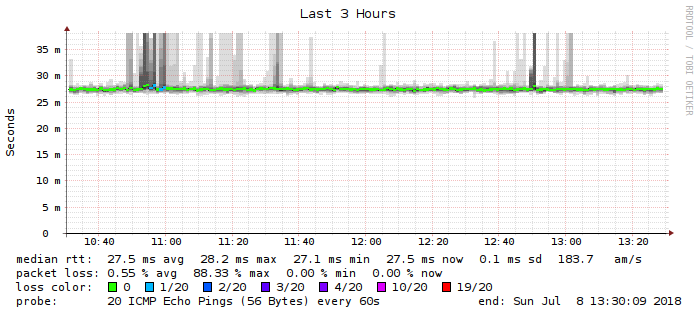 Last 3 Hours
RRDTOOL / TOBI OETIKER
Seconds
35 m
30 m
25 m
20 m
15 m
10 m
5 m
0
10:40 11:00 11:20 11:40 12:00 12:20 12:40 13:00 13:20
median rtt: 27.5 ms avg 28.2 ms max 27.1 ms min 27.5 ms now 0.1 ms sd 183.7 am/s
packet loss: 0.55 % avg 88.33 % max 0.00 % min 0.00 % now
loss color: 0 1/20 2/20 3/20 4/20 10/20 19/20
probe: 20 ICMP Echo Pings (56 Bytes) every 60s end: Sun Jul 8 13:30:09 2018